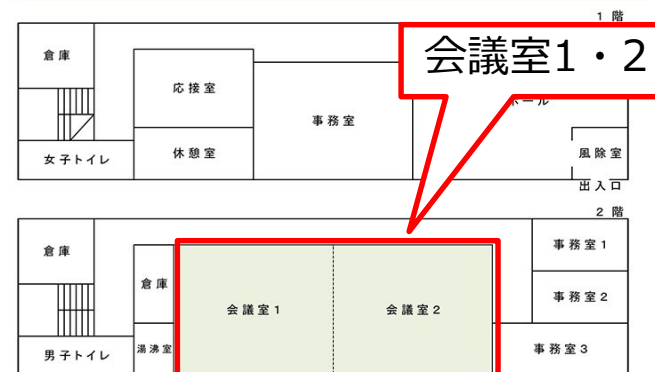 1 階
会議室1・2
倉庫
応接室
事務室
ホール
女子トイレ
休憩室
風除室
出入口
2 階
倉庫
倉庫
会議室1
会議室2
事務室1
事務室2
男子トイレ
湯沸室
事務室3